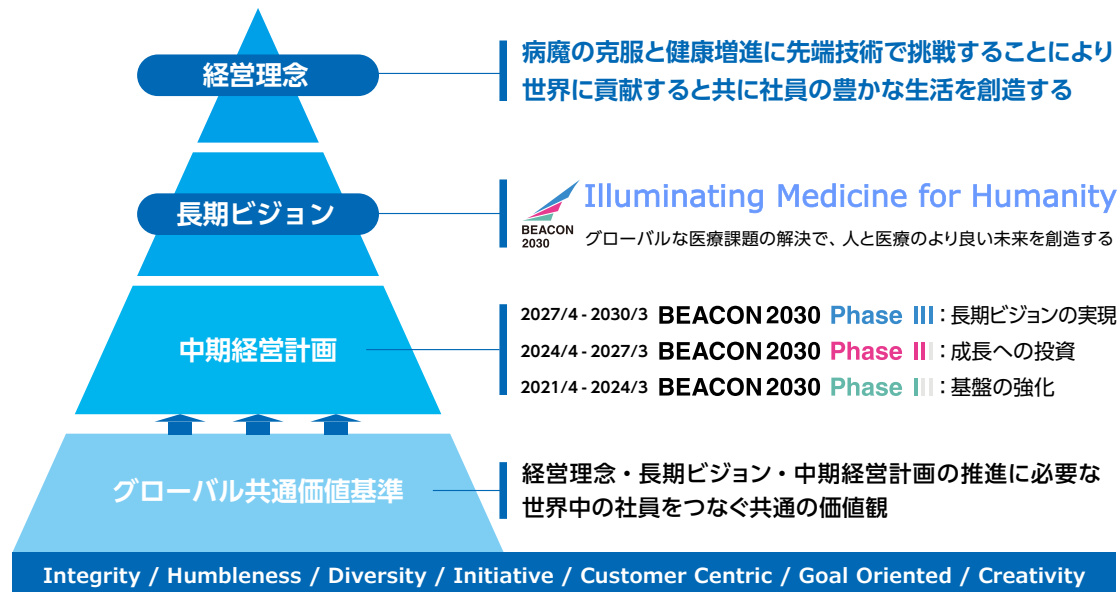 経営理念
病魔の克服と健康増進に先端技術で挑戦することにより
世界に貢献すると共に社員の豊かな生活を創造する
長期ビジョン
BEACON
2030
Illuminating Medicine for Humanity
グローバルな医療課題の解決で、人と医療のより良い未来を創造する
中期経営計画
2027/4 - 2030/3 BEACON 2030 Phase III：長期ビジョンの実現
2024/4 - 2027/3 BEACON 2030 Phase II：成長への投資
2021/4 - 2024/3 BEACON 2030 Phase I：基盤の強化
グローバル共通価値基準
経営理念・長期ビジョン・中期経営計画の推進に必要な
世界中の社員をつなぐ共通の価値観
Integrity / Humbleness / Diversity / Initiative / Customer Centric / Goal Oriented / Creativity